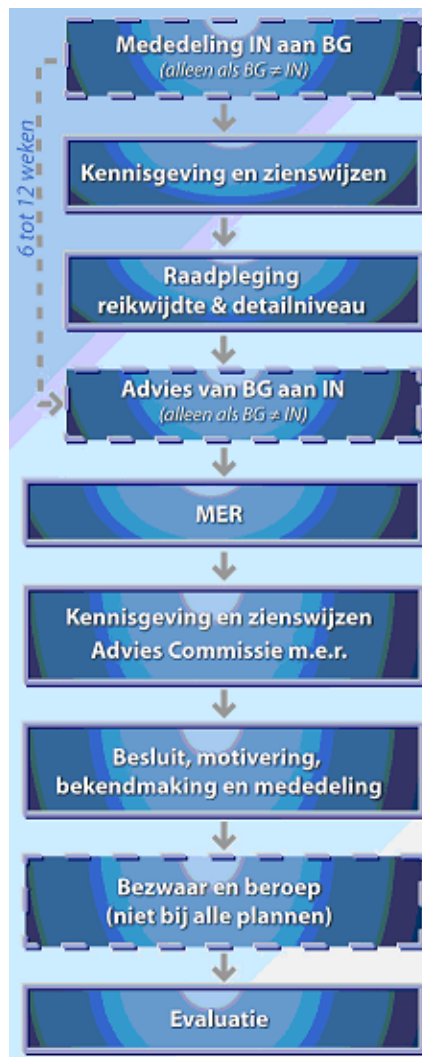 Mededeling IN aan BG
(alleen als BG ≠ IN)
6 tot 12 weken
Kennisgeving en zienswijzen
Raadpleging
reikwijdte & detailniveau
Advies van BG aan IN
(alleen als BG ≠ IN)
MER
Kennisgeving en zienswijzen
Advies Commissie m.e.r.
Besluit, motivering,
bekendmaking en mededeling
Bezwaar en beroep
(niet bij alle plannen)
Evaluatie